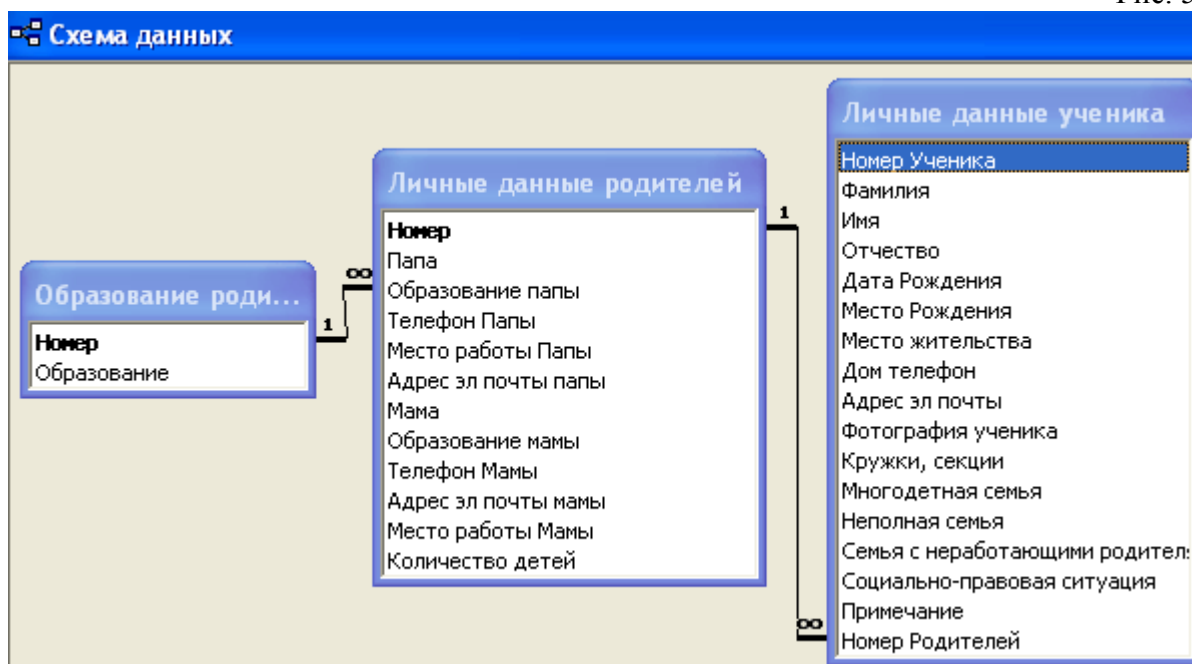 Схема данных
Образование роди...
Номер
Образование
1
∞
Личные данные родителей
Номер
Папа
Образование папы
Телефон Папы
Место работы Папы
Адрес эл почты папы
Мама
Образование мамы
Телефон Мамы
Адрес эл почты мамы
Место работы Мамы
Количество детей
1
∞
Личные данные ученика
Номер Ученика
Фамилия
Имя
Отчество
Дата Рождения
Место Рождения
Место жительства
Дом телефон
Адрес эл почты
Фотография ученика
Кружки, секции
Многодетная семья
Неполная семья
Семья с неработающими родител
Социально-правовая ситуация
Примечание
Номер Родителей